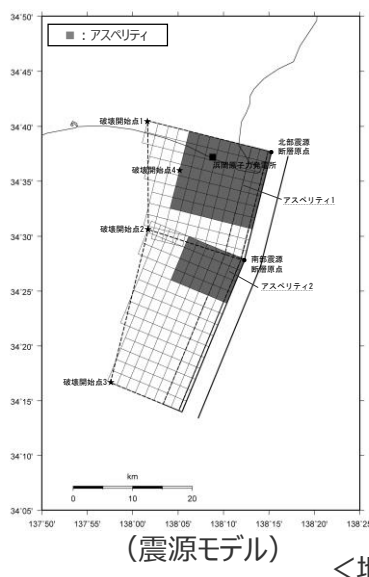 ■ : アスペリティ
34˚50'
34˚45'
34˚40'
34˚35'
34˚30'
34˚25'
34˚20'
34˚15'
34˚10'
34˚05'
破壊開始点1
北部震源
断層原点
浜岡原子力発電所
破壊開始点4
アスペリティ1
破壊開始点2
南部震源
断層原点
アスペリティ2
破壊開始点3
km
0 10 20
137˚50' 137˚55' 138˚00' 138˚05' 138˚10' 138˚15' 138˚20' 138˚25'
(震源モデル)